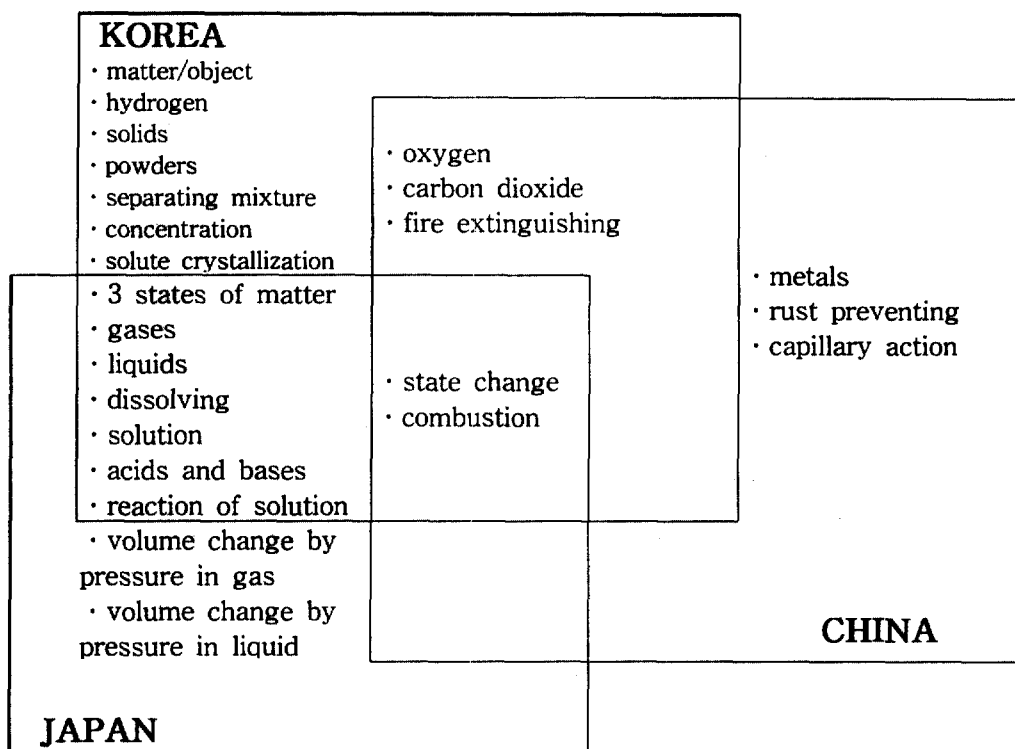 KOREA
· matter/object
· hydrogen
· solids
· powders
· separating mixture
· concentration
· solute crystallization
· oxygen
· carbon dioxide
· fire extinguishing
· 3 states of matter
· gases
· liquids
· dissolving
· solution
· acids and bases
· reaction of solution
· state change
· combustion
· metals
· rust preventing
· capillary action
· volume change by
pressure in gas
· volume change by
pressure in liquid
CHINA
JAPAN